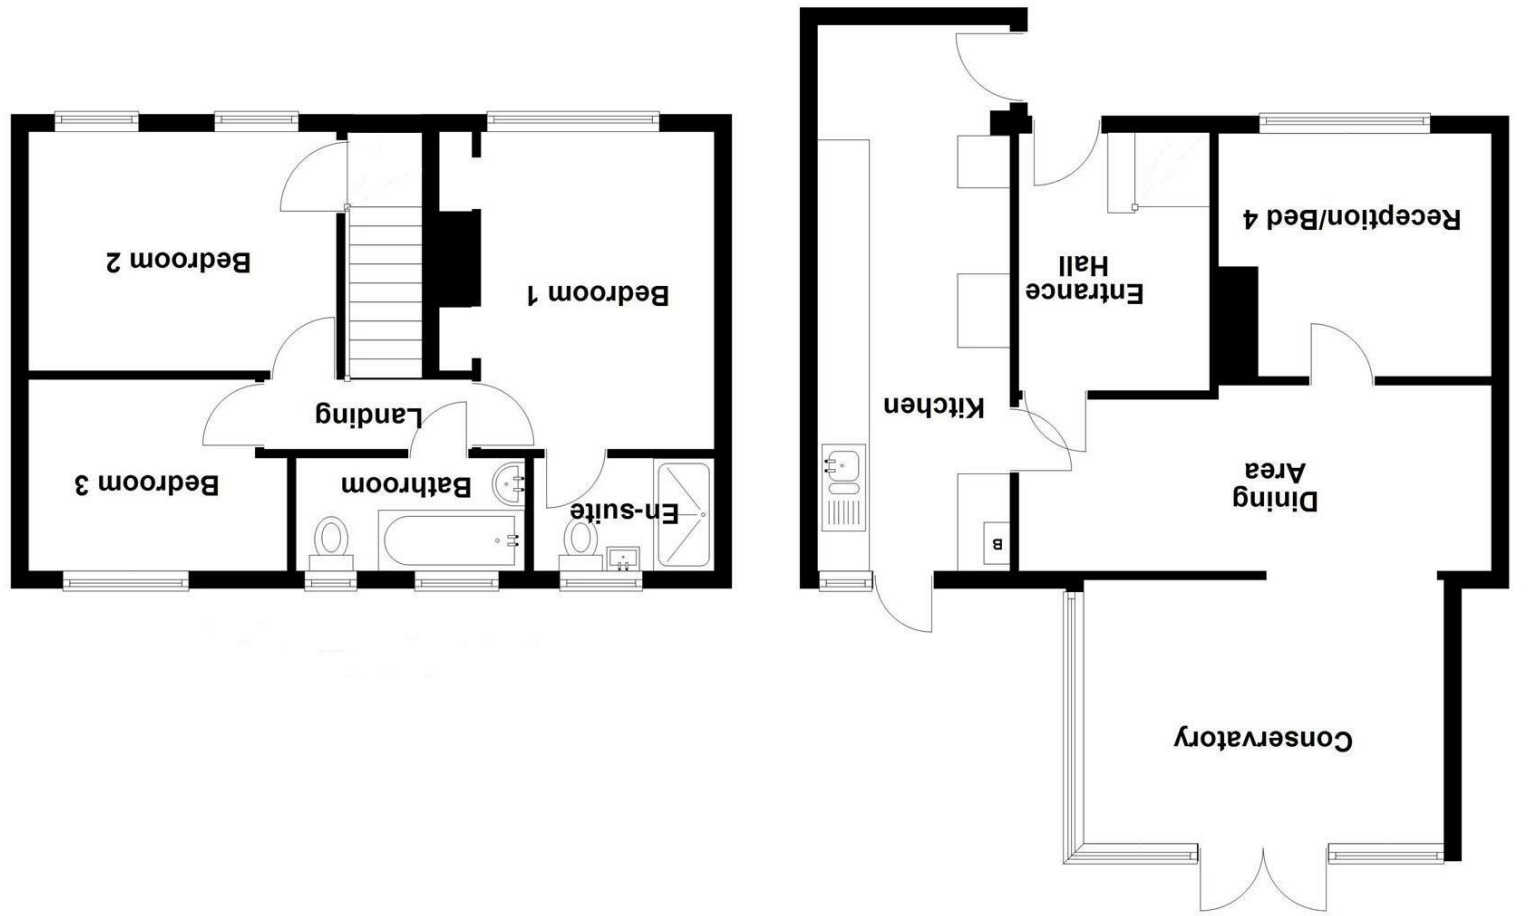 Conservatory
Dining
Area
B
Kitchen
Entrance
Hall
Reception/Bed 4
En-suite
Bathroom
Bedroom 3
Landing
Bedroom 1
Bedroom 2